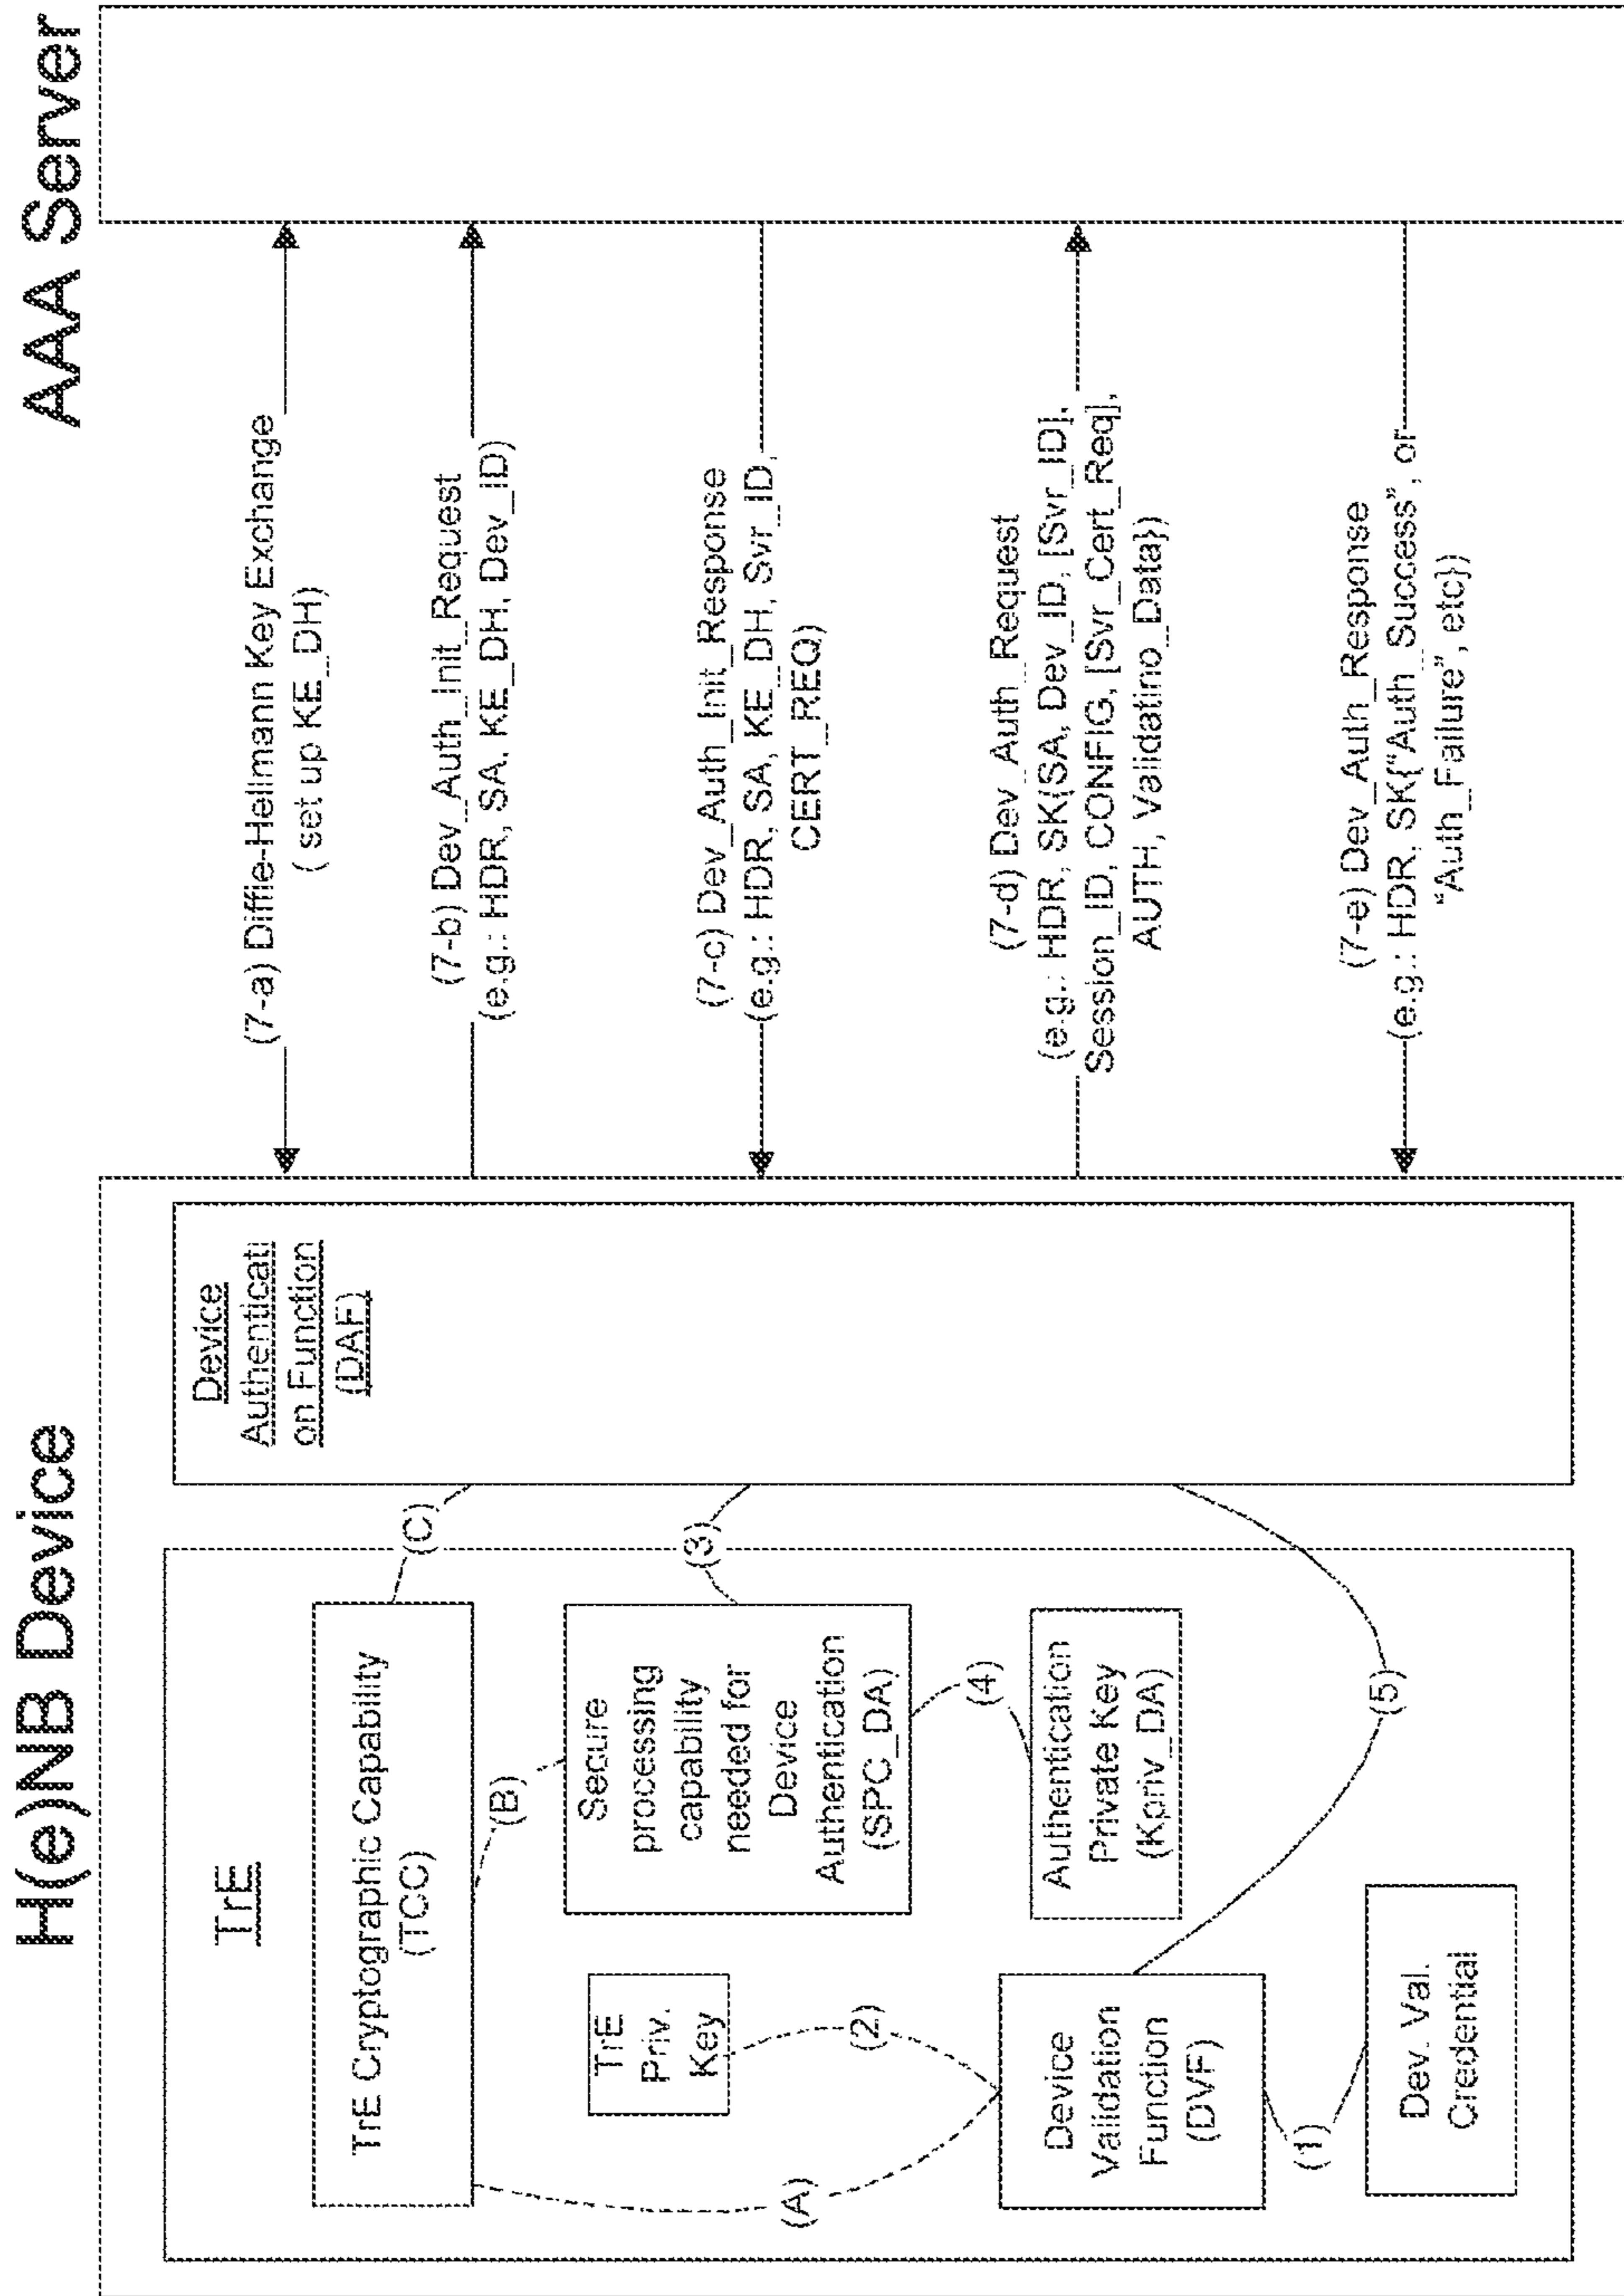 H(e)NB Device
AAA Server
TrE
TrE Cryptographic Capability
(TCC)
(A)
(B)
(C)
TrE
Priv.
Key
(2)
Secure
processing
capability
needed for
Device
Authentication
(SPC_DA)
(3)
(4)
Authentication
Private Key
(Kpriv_DA)
Device
Validation
Function
(DVF)
(1)
(5)
Dev. Val.
Credential
Device
Authenticati
on Function
(DAF)
(7-a) Diffie-Hellmann Key Exchange
( set up KE_DH)
(7-b) Dev_Auth_Init_Request
(e.g.: HDR, SA, KE_DH, Dev_ID)
(7-c) Dev_Auth_Init_Response
(e.g.: HDR, SA, KE_DH, Svr_ID,
CERT_REQ)
(7-d) Dev_Auth_Request
(e.g.: HDR, SK{SA, Dev_ID, [Svr_ID],
Session_ID, CONFIG, [Svr_Cert_Req],
AUTH, Validatino_Data})
(7-e) Dev_Auth_Response
(e.g.: HDR, SK{“Auth_Success”, or
“Auth_Failure”, etc})